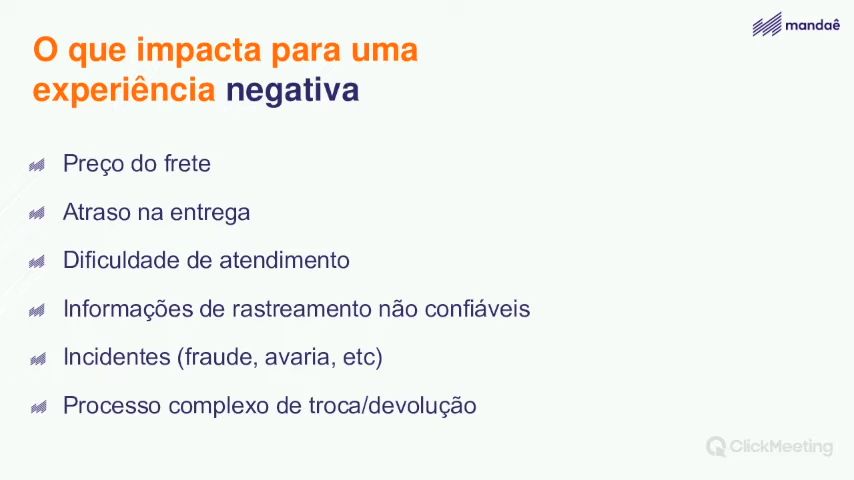 mandaê
O que impacta para uma
experiência negativa
Preço do frete
Atraso na entrega
Dificuldade de atendimento
Informações de rastreamento não confiáveis
Incidentes (fraude, avaria, etc)
Processo complexo de troca/devolução
ClickMeeting